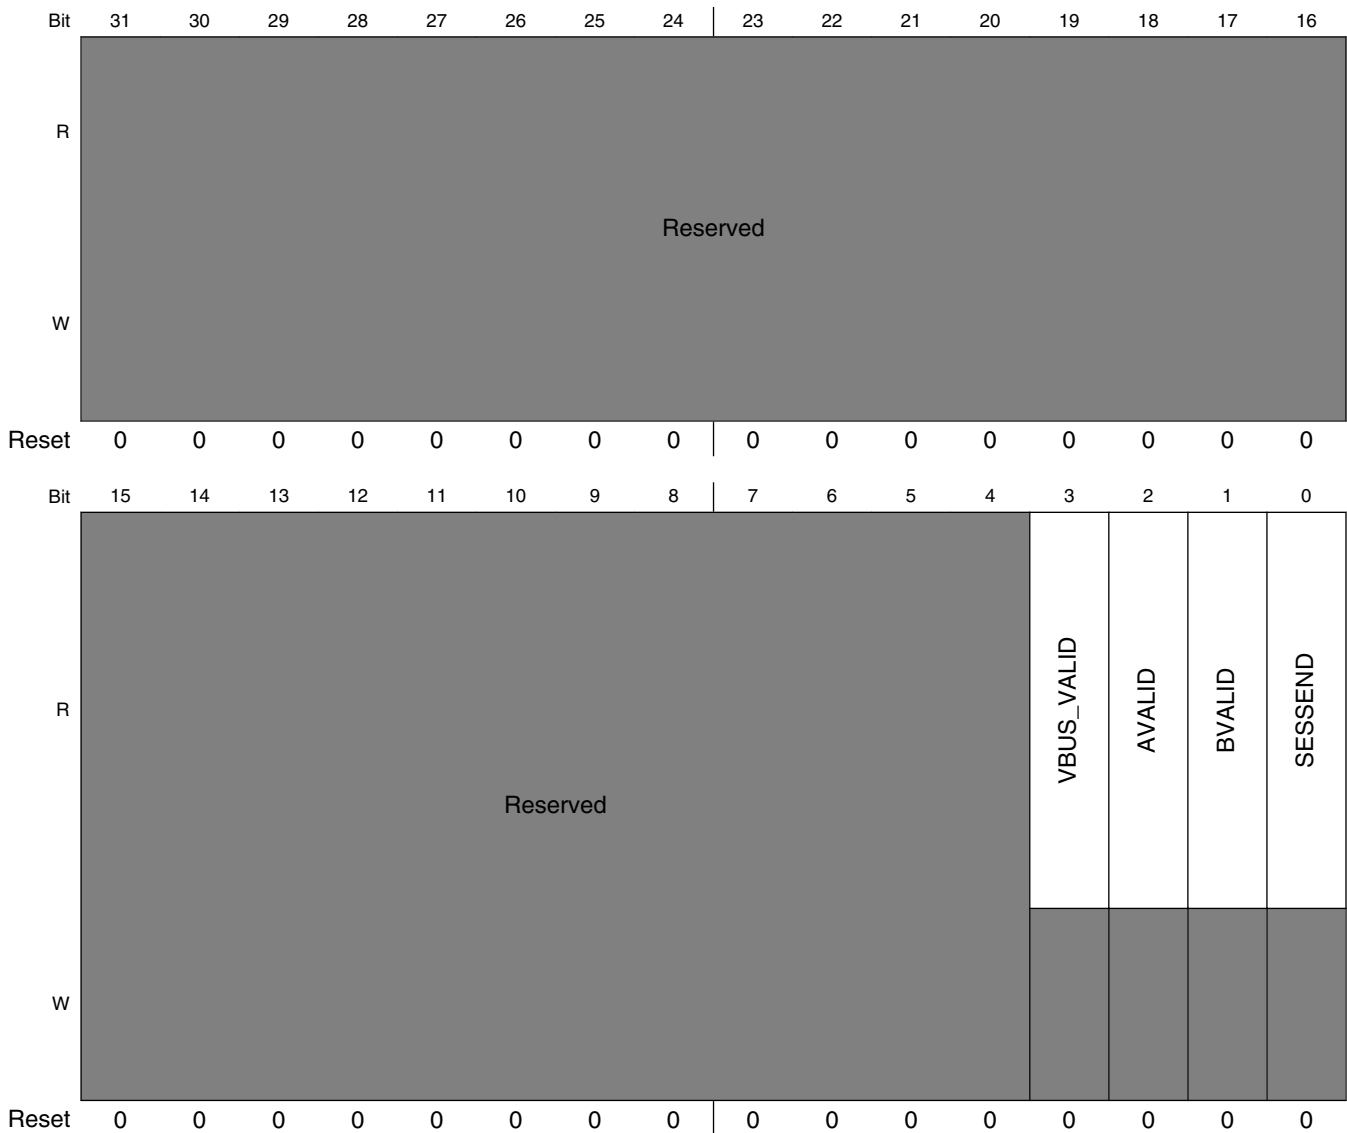 Bit 31 30 29 28 27 26 25 24 23 22 21 20 19 18 17 16
R
Reserved
W
Reset 0 0 0 0 0 0 0 0 0 0 0 0 0 0 0 0
Bit 15 14 13 12 11 10 9 8 7 6 5 4 3 2 1 0
R
VBUS_VALID
AVALID
BVALID
SESSEND
Reserved
W
Reset 0 0 0 0 0 0 0 0 0 0 0 0 0 0 0 0